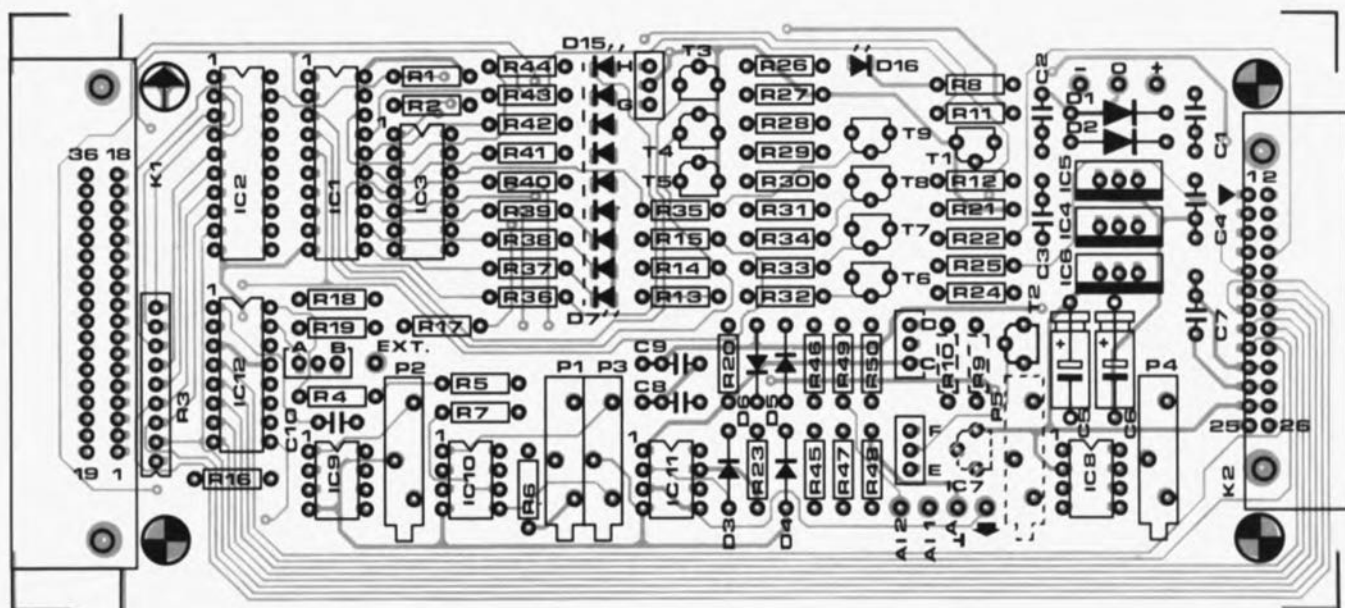 D15''
T3
''
D16
C2
-
0
+
1
1
R1
R44
H
R26
R8
D1
R2
R43
G
R27
R11
D2
C1
36 18
K1
IC2
IC1
1
IC3
R42
R41
R40
R39
R38
R37
R36
D7''
T4
T5
R35
R15
R14
R13
R28
R29
R30
R31
R34
R33
R32
T9
T1
T8
T7
T6
R12
R21
R22
R25
R24
T2
IC5
IC4
IC6
C3
C4
C7
12
1
R18
R19
R17
A
B
EXT.
IC12
R3
R4
C10
P2
R5
R7
P1
P3
C9
C8
R20
D6
D5
R46
R49
R50
D
C
R10
R9
P5
C5
C6
P4
19 1
R16
1
IC9
1
IC10
R6
1
IC11
D3
R23
D4
R45
R47
R48
F
E
IC7
1
IC8
25
26
K2
AI 2
AI 1
A